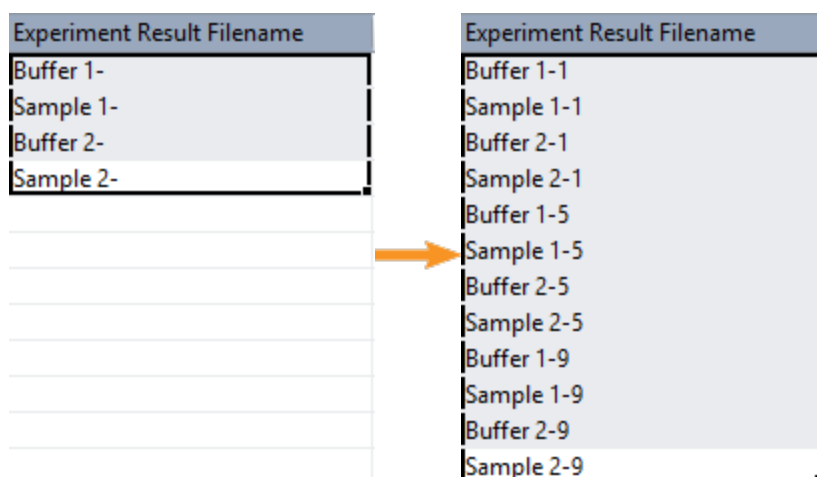 Experiment Result Filename
Buffer 1-
Sample 1-
Buffer 2-
Sample 2-
Experiment Result Filename
Buffer 1-1
Sample 1-1
Buffer 2-1
Sample 2-1
Buffer 1-5
Sample 1-5
Buffer 2-5
Sample 2-5
Buffer 1-9
Sample 1-9
Buffer 2-9
Sample 2-9